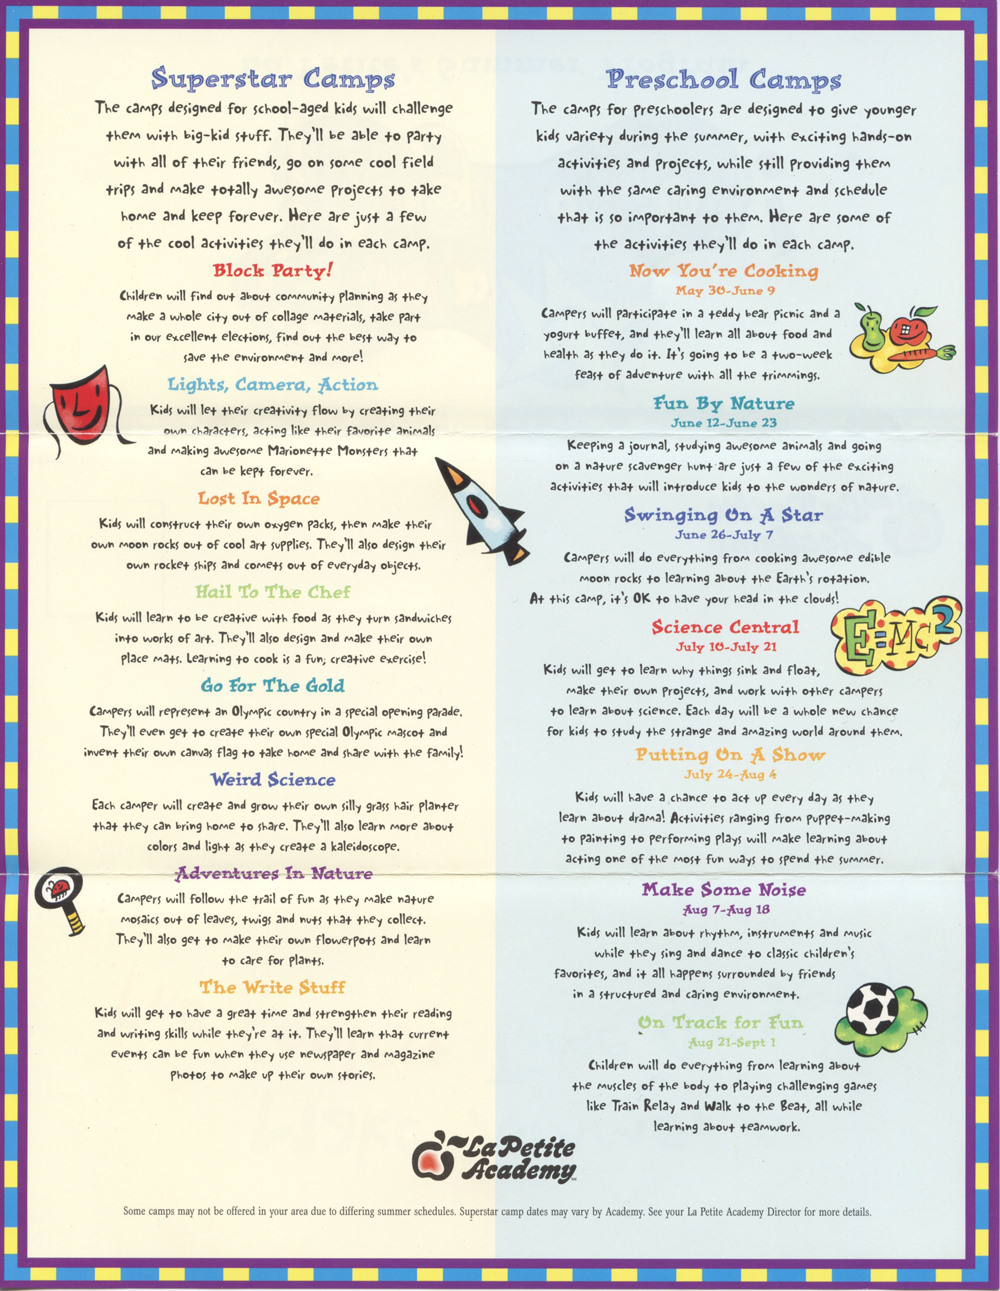 Superstar Camps
The camps designed for school-aged kids will challenge
them with big-kid stuff. They'll be able to party
with all of their friends, go on some cool field
trips and make totally awesome projects to take
home and keep forever. Here are just a few
of the cool activities they'll do in each camp.
Block Party!
Children will find out about community planning as they
make a whole city out of collage materials, take part
in our excellent elections, find out the best way to
save the environment and more!
Lights, Camera, Action
Kids will let their creativity flow by creating their
own characters, acting like their favorite animals
and making awesome Marionette Monsters that
can be kept forever.
Lost In Space
Kids will construct their own oxygen packs, then make their
own moon rocks out of cool art supplies. They'll also design their
own rocket ships and comets out of everyday objects.
Hail To The Chef
Kids will learn to be creative with food as they turn sandwiches
into works of art. They'll also design and make their own
place mats. Learning to cook is a fun, creative exercise!
Go For The Gold
Campers will represent an Olympic country in a special opening parade.
They'll even get to create their own special Olympic mascot and
invent their own canvas flag to take home and share with the family!
Weird Science
Each camper will create and grow their own silly grass hair planter
that they can bring home to share. They'll also learn more about
colors and light as they create a kaleidoscope.
Adventures In Nature
Campers will follow the trail of fun as they make nature
mosaics out of leaves, twigs and nuts that they collect.
They'll also get to make their own flowerpots and learn
to care for plants.
The Write Stuff
Kids will get to have a great time and strengthen their reading
and writing skills while they're at it. They'll learn that current
events can be fun when they use newspaper and magazine
photos to make up their own stories.
Preschool Camps
The camps for preschoolers are designed to give younger
kids variety during the summer, with exciting hands-on
activities and projects, while still providing them
with the same caring environment and schedule
that is so important to them. Here are some of
the activities they'll do in each camp.
Now You're Cooking
May 30-June 9
Campers will participate in a teddy bear picnic and a
yogurt buffet, and they'll learn all about food and
health as they do it. It's going to be a two-week
feast of adventure with all the trimmings.
Fun By Nature
June 12-June 23
Keeping a journal, studying awesome animals and going
on a nature scavenger hunt are just a few of the exciting
activities that will introduce kids to the wonders of nature.
Swinging On A Star
June 26-July 7
Campers will do everything from cooking awesome edible
moon rocks to learning about the Earth's rotation.
At this camp, it's OK to have your head in the clouds!
E=MC2
Science Central
July 10-July 21
Kids will get to learn why things sink and float,
make their own projects, and work with other campers
to learn about science. Each day will be a whole new chance
for kids to study the strange and amazing world around them.
Putting On A Show
July 24-Aug 4
Kids will have a chance to act up every day as they
learn about drama! Activities ranging from puppet-making
to painting to performing plays will make learning about
acting one of the most fun ways to spend the summer.
Make Some Noise
Aug 7-Aug 18
Kids will learn about rhythm, instruments and music
while they sing and dance to classic children's
favorites, and it all happens surrounded by friends
in a structured and caring environment.
On Track for Fun
Aug 21-Sept 1
Children will do everything from learning about
the muscles of the body to playing challenging games
like Train Relay and Walk to the Beat, all while
learning about teamwork.
La Petite
Academy
Some camps may not be offered in your area due to differing summer schedules. Superstar camp dates may vary by Academy. See your La Petite Academy Director for more details.